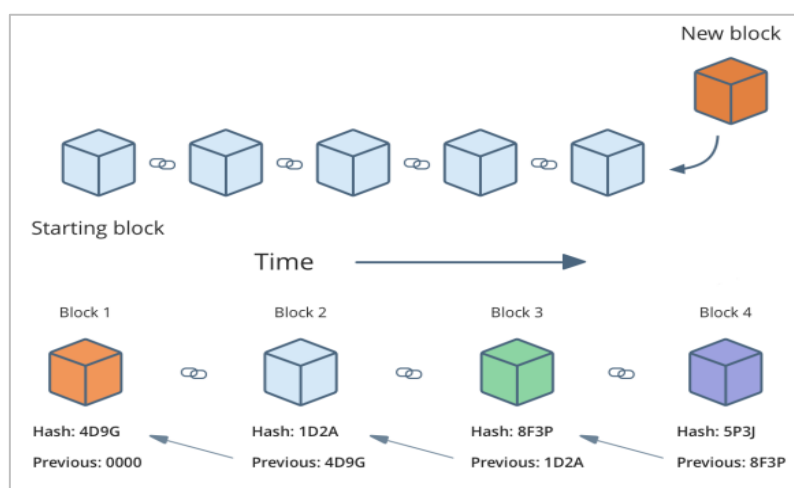 New block
Starting block
Time
Block 1
Block 2
Block 3
Block 4
Hash: 4D9G
Hash: 1D2A
Hash: 8F3P
Hash: 5P3J
Previous: 0000
Previous: 4D9G
Previous: 1D2A
Previous: 8F3P